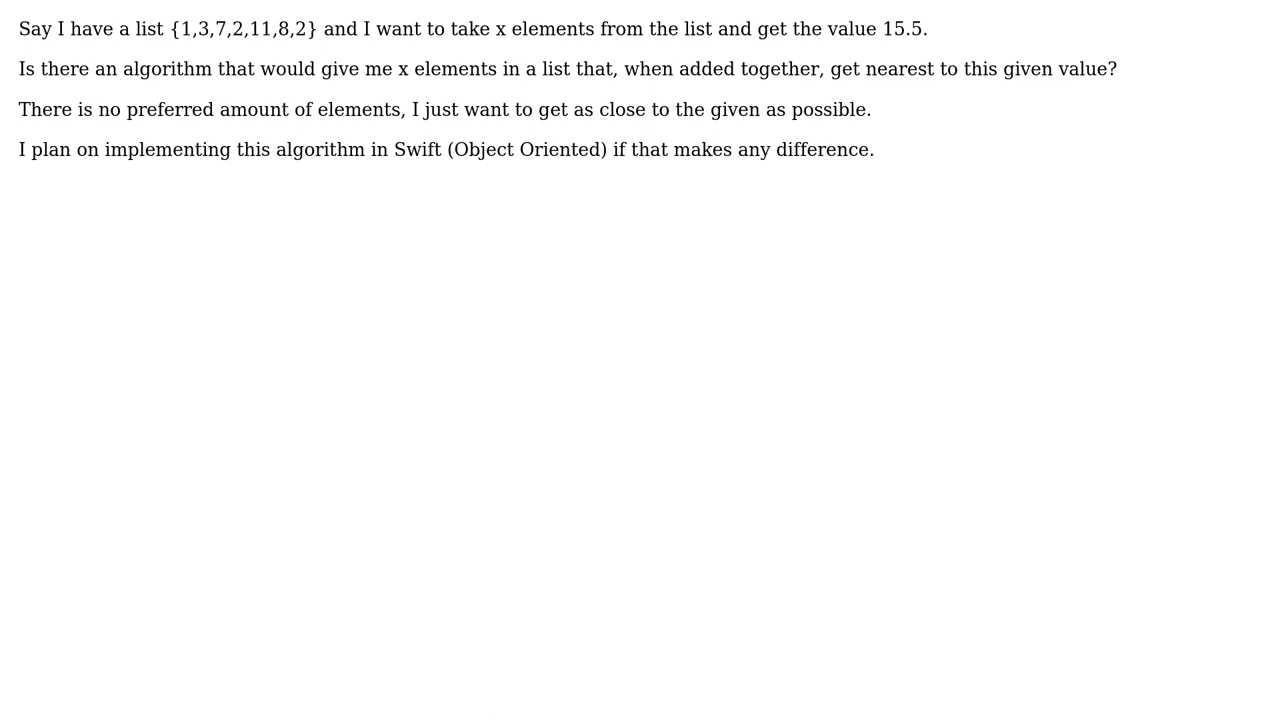 Say I have a list {1,3,7,2,11,8,2} and I want to take x elements from the list and get the value 15.5.
Is there an algorithm that would give me x elements in a list that, when added together, get nearest to this given value?
There is no preferred amount of elements, I just want to get as close to the given as possible.
I plan on implementing this algorithm in Swift (Object Oriented) if that makes any difference.